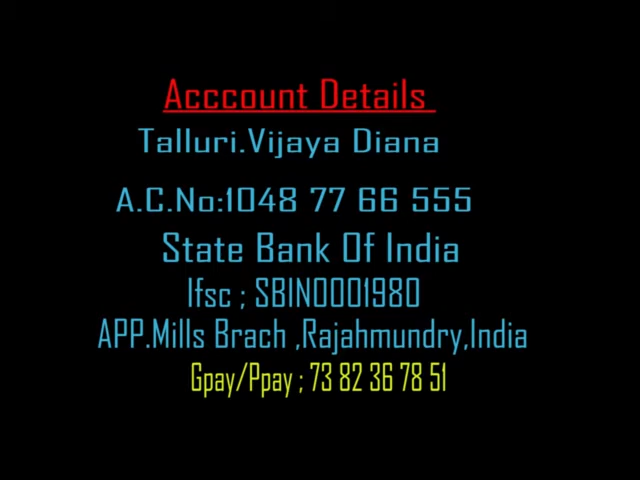 Acccount Details
Talluri.Vijaya Diana
A.C.No:1048 77 66 555
State Bank Of India
Ifsc ; SBIN0001980
APP.Mills Brach ,Rajahmundry,India
Gpay/Ppay ; 73 82 36 78 51